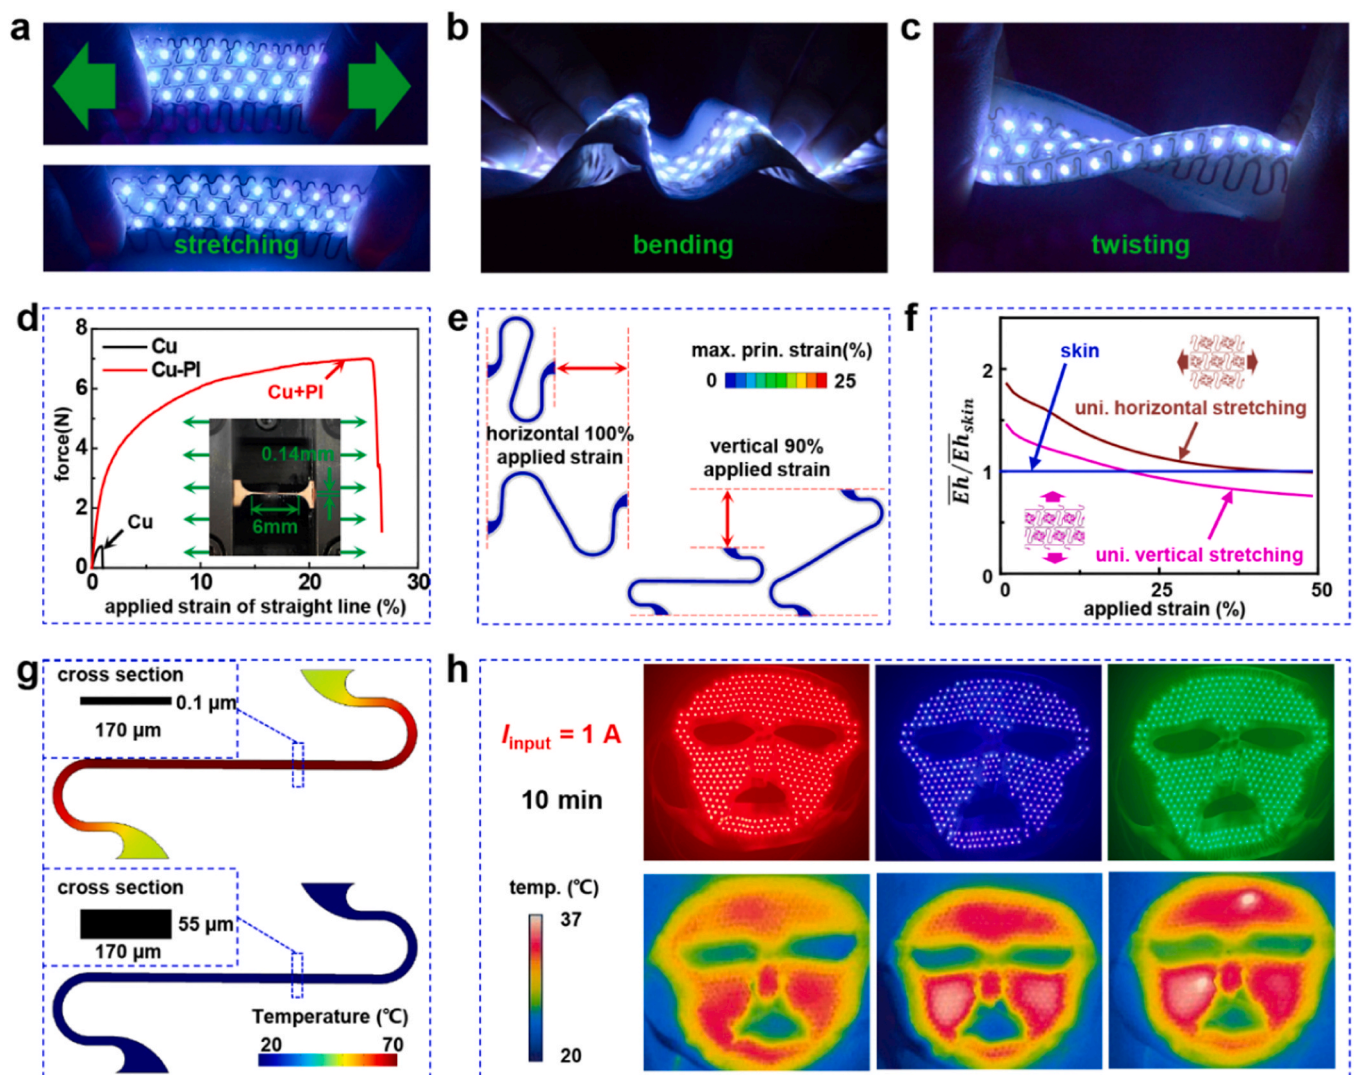 a
stretching
b
bending
c
twisting
d
8
6
4
2
0
force(N)
Cu
Cu-PI
Cu+PI
0.14mm
6mm
Cu
0
10
20
30
applied strain of straight line (%)
e
max. prin. strain(%)
0
25
horizontal 100%
applied strain
vertical 90%
applied strain
f
2
1
0
Eh/Ehskin
skin
uni. horizontal stretching
uni. vertical stretching
1
25
50
applied strain (%)
g
cross section
0.1 μm
170 μm
cross section
55 μm
170 μm
Temperature (℃)
20
70
h
Iinput = 1 A
10 min
temp. (℃)
37
20